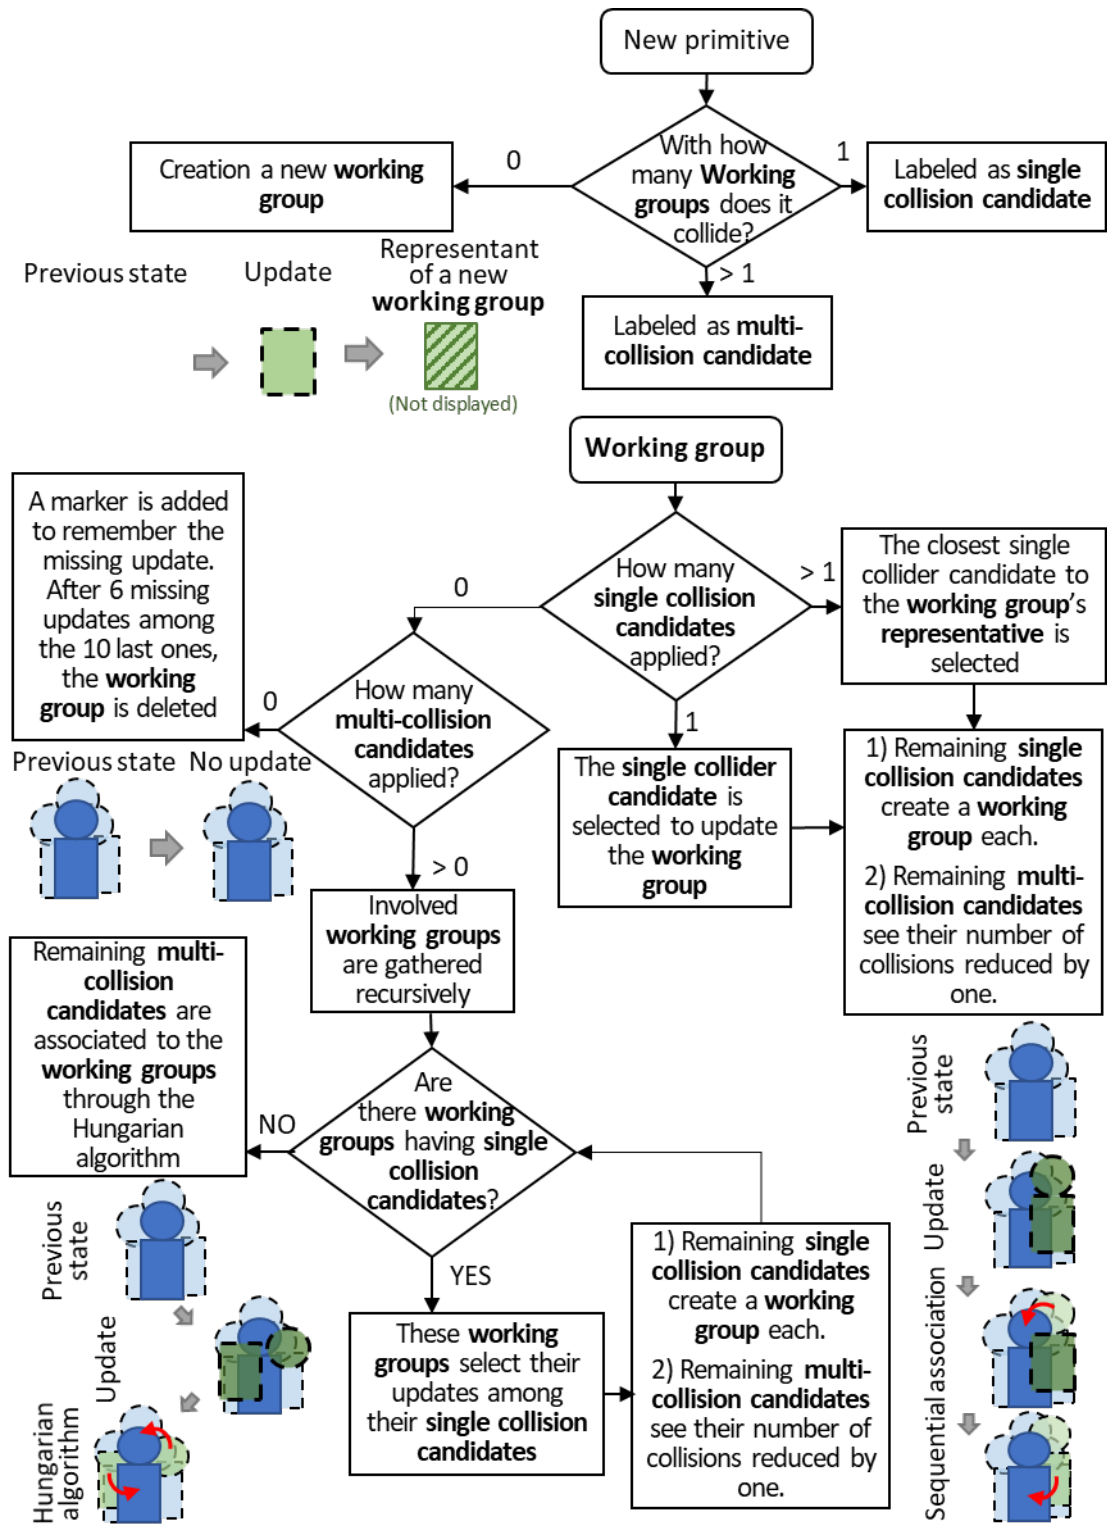 New primitive
With how
many Working
groups does it
collide?
0
1
> 1
Creation a new working
group
Labeled as single
collision candidate
Labeled as multi-
collision candidate
Previous state
Update
Representant
of a new
working group
(Not displayed)
Working group
How many
single collision
candidates
applied?
0
> 1
1
A marker is added
to remember the
missing update.
After 6 missing
updates among
the 10 last ones,
the working
group is deleted
The closest single
collider candidate to
the working group's
representative is
selected
How many
multi-collision
candidates
applied?
0
> 0
Previous state
No update
The single collider
candidate is
selected to update
the working
group
1) Remaining single
collision candidates
create a working
group each.
2) Remaining multi-
collision candidates
see their number of
collisions reduced by
one.
Involved
working groups
are gathered
recursively
Remaining multi-
collision
candidates are
associated to the
working groups
through the
Hungarian
algorithm
Are
there working
groups having single
collision
candidates?
NO
YES
These working
groups select their
updates among
their single collision
candidates
1) Remaining single
collision candidates
create a working
group each.
2) Remaining multi-
collision candidates
see their number of
collisions reduced by
one.
Previous
state
Update
Hungarian
algorithm
Previous
state
Update
Sequential association